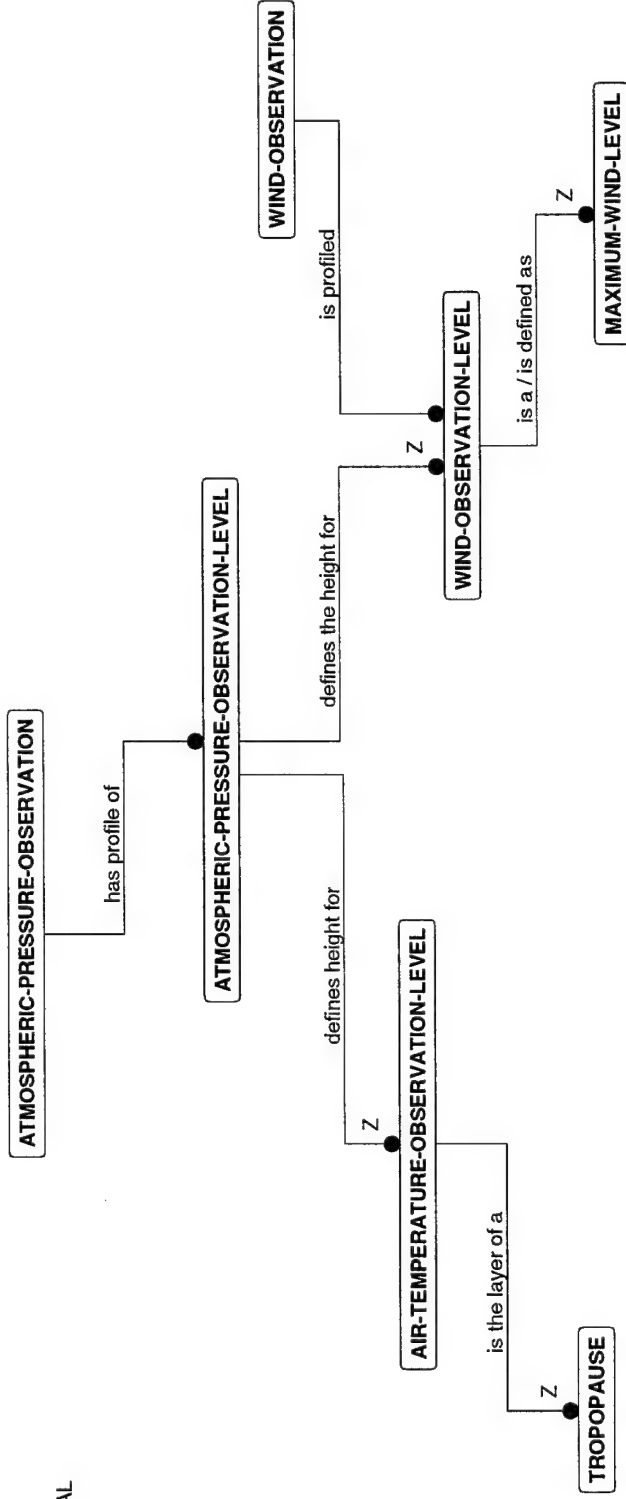 AL
ATMOSPHERIC-PRESSURE-OBSERVATION
has profile of
ATMOSPHERIC-PRESSURE-OBSERVATION-LEVEL
WIND-OBSERVATION
defines height for
defines the height for
is profiled
Z
Z
AIR-TEMPERATURE-OBSERVATION-LEVEL
WIND-OBSERVATION-LEVEL
is the layer of a
is a / is defined as
Z
Z
TROPOPAUSE
MAXIMUM-WIND-LEVEL